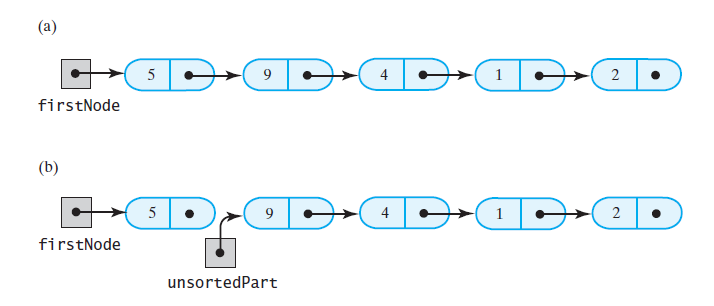 (a)
5 9 4 1 2
firstNode
(b)
5 9 4 1 2
firstNode
unsortedPart